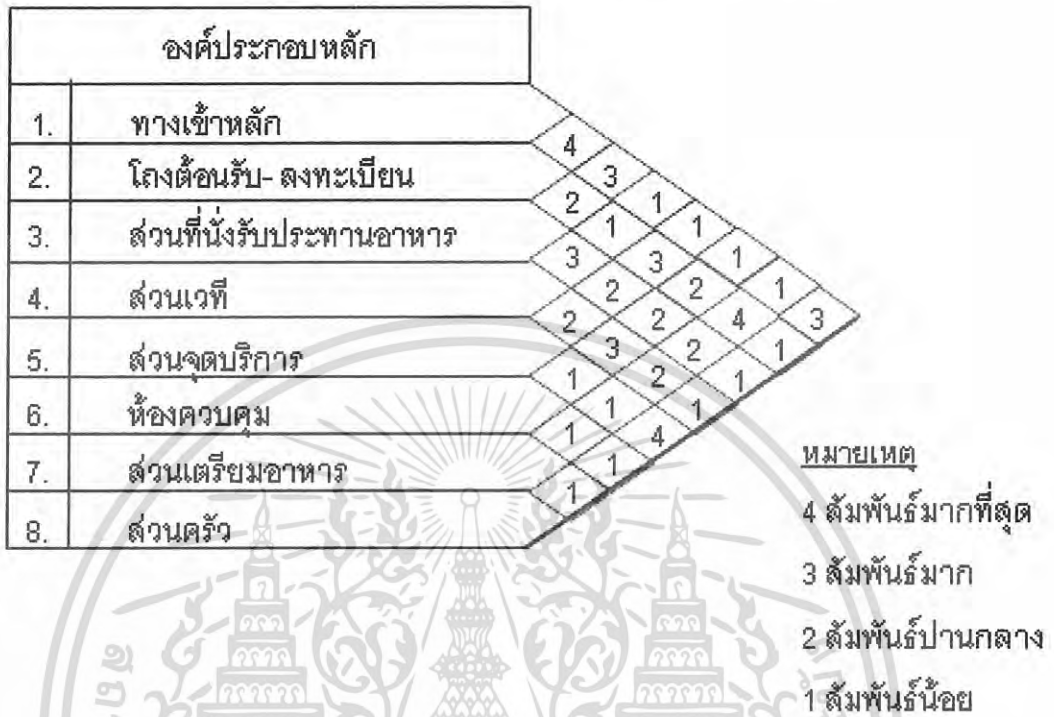 องค์ประกอบหลัก
1. ทางเข้าหลัก
4
2. โถงต้อนรับ- ลงทะเบียน
3
2 1
3. ส่วนที่นั่งรับประทานอาหาร
1 1
3 3 1
4. ส่วนเวที
2 2 1
2 2 4 3
5. ส่วนจุดบริการ
3 2 1
1 2 1
6. ห้องควบคุม
1 1
1 4
7. ส่วนเตรียมอาหาร
1
1
8. ส่วนครัว
หมายเหตุ
4 สัมพันธ์มากที่สุด
3 สัมพันธ์มาก
2 สัมพันธ์ปานกลาง
1 สัมพันธ์น้อย